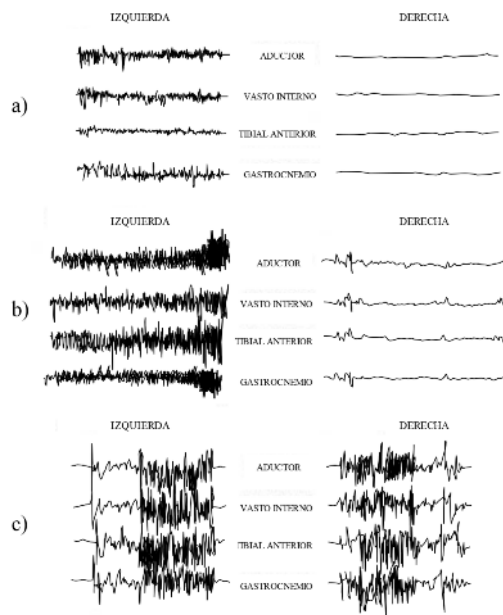 IZQUIERDA DERECHA
a)
ADUCTOR
VASTO INTERNO
TIBIAL ANTERIOR
GASTROCNEMIO
IZQUIERDA DERECHA
b)
ADUCTOR
VASTO INTERNO
TIBIAL ANTERIOR
GASTROCNEMIO
IZQUIERDA DERECHA
c)
ADUCTOR
VASTO INTERNO
TIBIAL ANTERIOR
GASTROCNEMIO